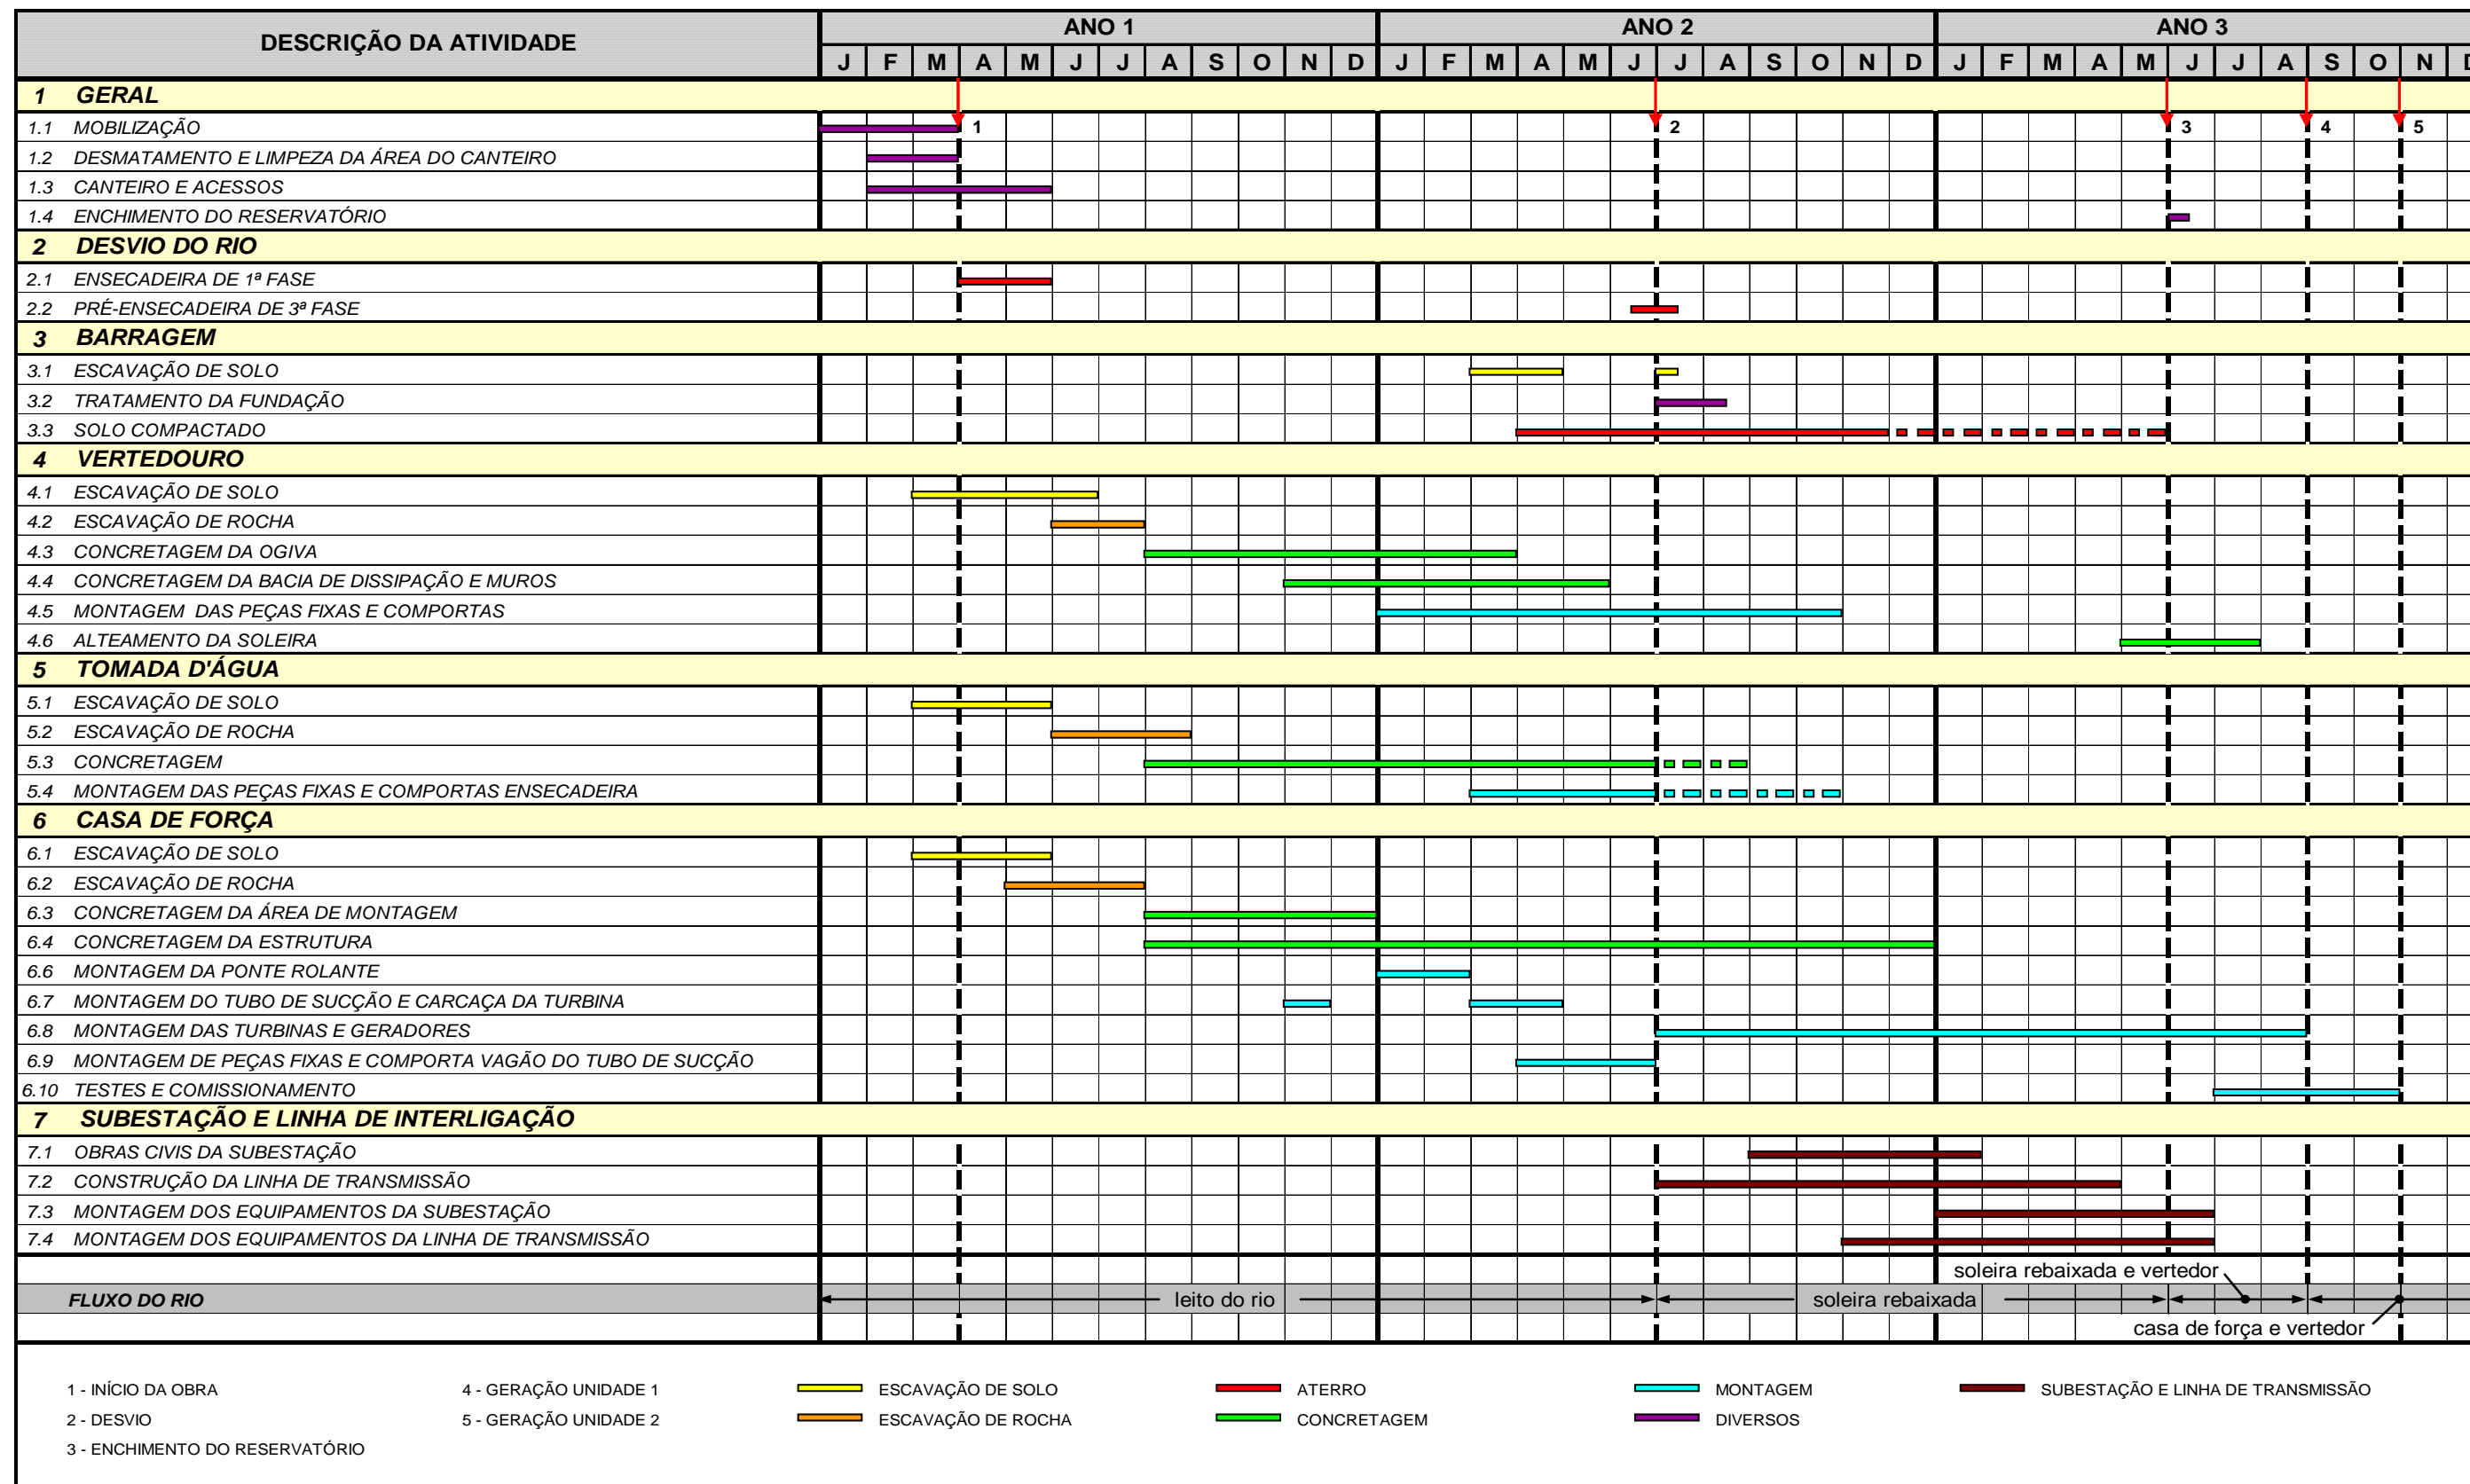 DESCRIÇÃO DA ATIVIDADE ANO 1 ANO 2 ANO 3
J F M A M J J A S O N D J F M A M J J A S O N D J F M A M J J A S O N D
1 GERAL
1.1 MOBILIZAÇÃO 1 2 3 4 5
1.2 DESMATAMENTO E LIMPEZA DA ÁREA DO CANTEIRO
1.3 CANTEIRO E ACESSOS
1.4 ENCHIMENTO DO RESERVATÓRIO
2 DESVIO DO RIO
2.1 ENSECADEIRA DE 1ª FASE
2.2 PRÉ-ENSECADEIRA DE 3ª FASE
3 BARRAGEM
3.1 ESCAVAÇÃO DE SOLO
3.2 TRATAMENTO DA FUNDAÇÃO
3.3 SOLO COMPACTADO
4 VERTEDOURO
4.1 ESCAVAÇÃO DE SOLO
4.2 ESCAVAÇÃO DE ROCHA
4.3 CONCRETAGEM DA OGIVA
4.4 CONCRETAGEM DA BACIA DE DISSIPAÇÃO E MUROS
4.5 MONTAGEM DAS PEÇAS FIXAS E COMPORTAS
4.6 ALTEAMENTO DA SOLEIRA
5 TOMADA D'ÁGUA
5.1 ESCAVAÇÃO DE SOLO
5.2 ESCAVAÇÃO DE ROCHA
5.3 CONCRETAGEM
5.4 MONTAGEM DAS PEÇAS FIXAS E COMPORTAS ENSECADEIRA
6 CASA DE FORÇA
6.1 ESCAVAÇÃO DE SOLO
6.2 ESCAVAÇÃO DE ROCHA
6.3 CONCRETAGEM DA ÁREA DE MONTAGEM
6.4 CONCRETAGEM DA ESTRUTURA
6.6 MONTAGEM DA PONTE ROLANTE
6.7 MONTAGEM DO TUBO DE SUCÇÃO E CARCAÇA DA TURBINA
6.8 MONTAGEM DAS TURBINAS E GERADORES
6.9 MONTAGEM DE PEÇAS FIXAS E COMPORTA VAGÃO DO TUBO DE SUCÇÃO
6.10 TESTES E COMISSIONAMENTO
7 SUBESTAÇÃO E LINHA DE INTERLIGAÇÃO
7.1 OBRAS CIVIS DA SUBESTAÇÃO
7.2 CONSTRUÇÃO DA LINHA DE TRANSMISSÃO
7.3 MONTAGEM DOS EQUIPAMENTOS DA SUBESTAÇÃO
7.4 MONTAGEM DOS EQUIPAMENTOS DA LINHA DE TRANSMISSÃO
soleira rebaixada e vertedor
FLUXO DO RIO leito do rio soleira rebaixada
casa de força e vertedor
1 - INÍCIO DA OBRA 4 - GERAÇÃO UNIDADE 1 ESCAVAÇÃO DE SOLO ATERRO MONTAGEM SUBESTAÇÃO E LINHA DE TRANSMISSÃO
2 - DESVIO 5 - GERAÇÃO UNIDADE 2 ESCAVAÇÃO DE ROCHA CONCRETAGEM DIVERSOS
3 - ENCHIMENTO DO RESERVATÓRIO